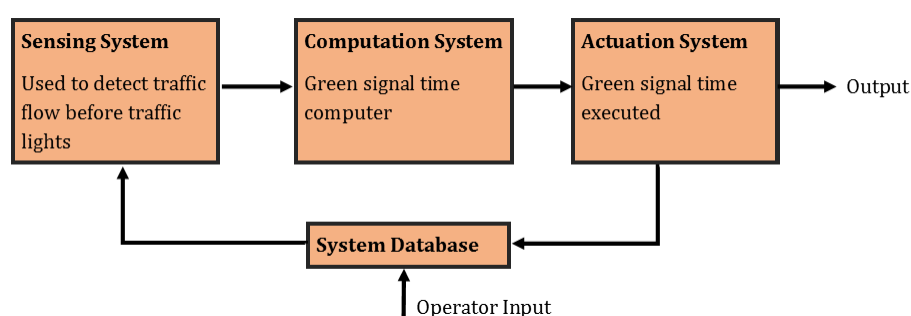 Sensing System
Used to detect traffic
flow before traffic
lights
Computation System
Green signal time
computer
Actuation System
Green signal time
executed
Output
System Database
Operator Input